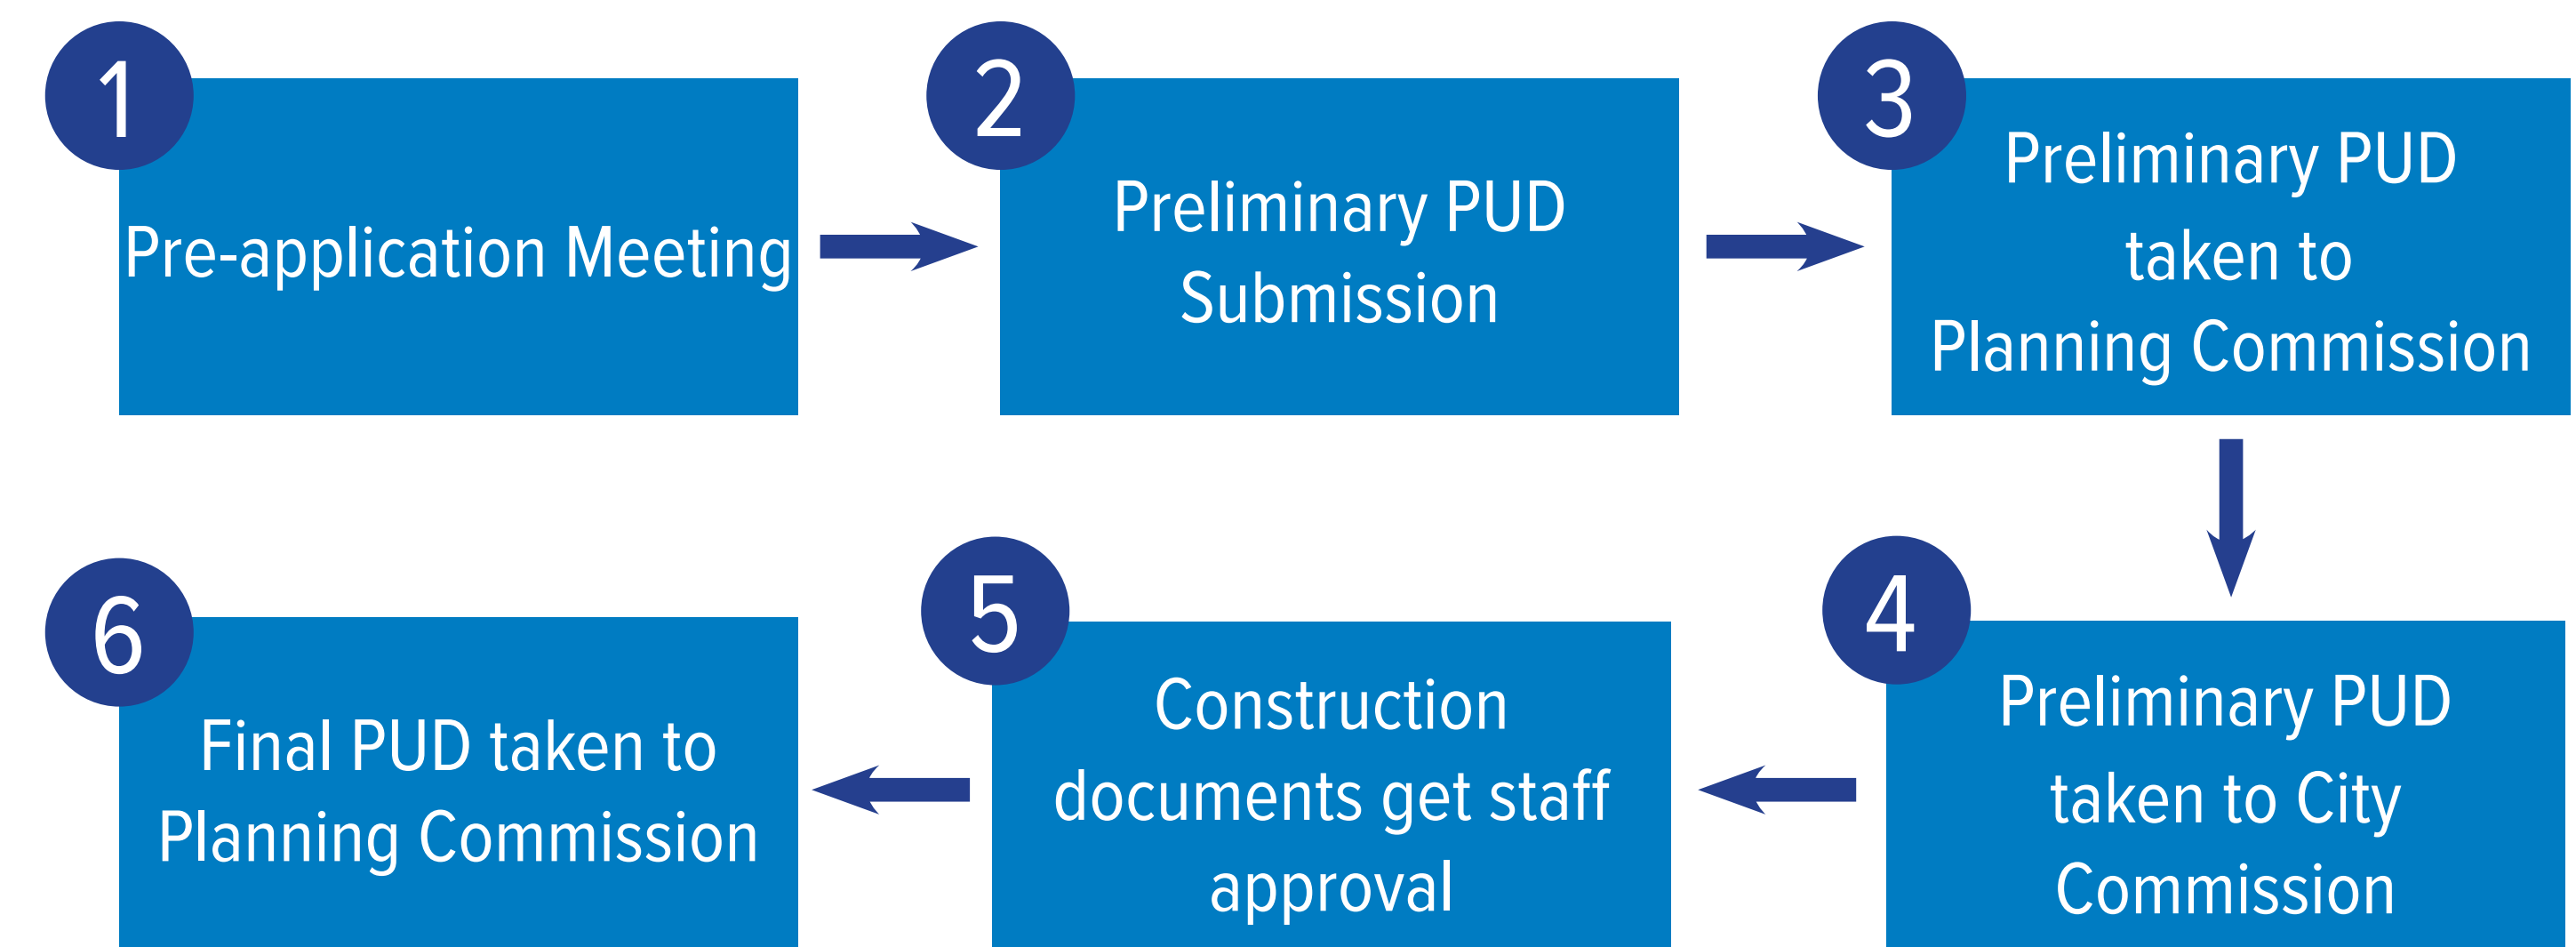 1
Pre-application Meeting
2
Preliminary PUD
Submission
3
Preliminary PUD
taken to
Planning Commission
4
Preliminary PUD
taken to City
Commission
5
Construction
documents get staff
approval
6
Final PUD taken to
Planning Commission